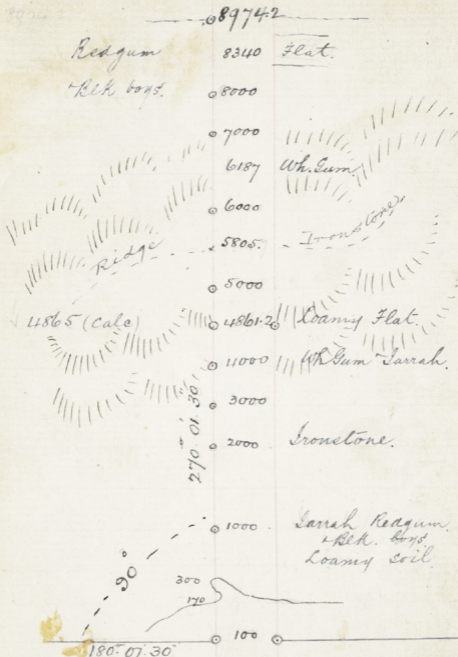 89742
Redgum 8340 Flat.
& Blk boys. 8000
7000
6187 Wh. Gum
6000
Ridge 5805. Ironstone
5000
4865 (Calc) 4861.2 Loamy Flat.
4000 Wh Gum Jarrah.
3000
270° 01' 30"
2000 Ironstone.
1000 Jarrah Redgum
& Blk. boys
Loamy soil
90°
300
170
100
180° 01' 30"